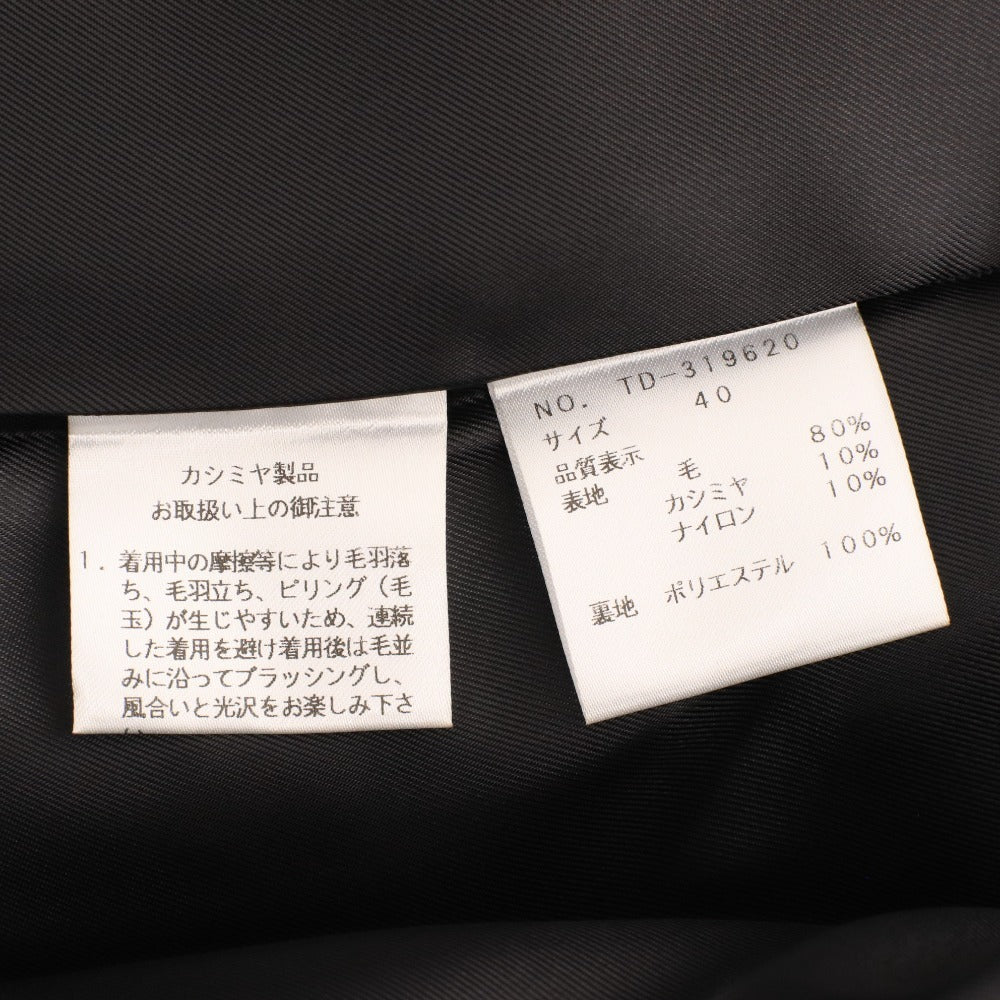 カシミヤ製品
お取扱い上の御注意
1．着用中の摩擦等により毛羽落
ち、毛羽立ち、ピリング（毛
玉）が生じやすいため、連続
した着用を避け着用後は毛並
みに沿ってブラッシングし、
風合いと光沢をお楽しみ下さ
NO. TD-319620
サイズ 40
品質表示
表地 毛 80%
カシミヤ 10%
ナイロン 10%
裏地 ポリエステル 100%